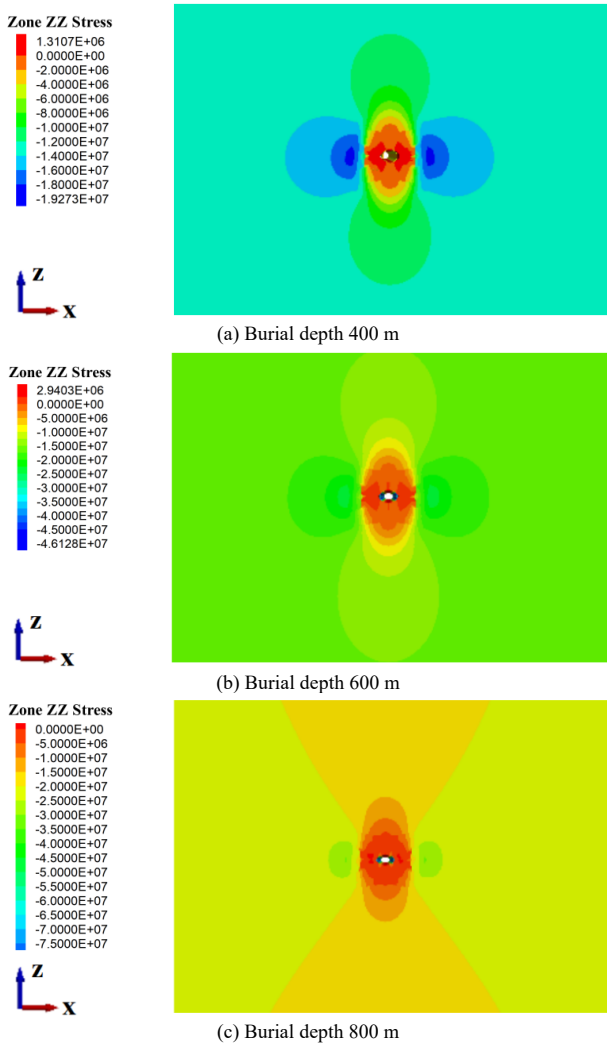 Zone ZZ Stress
1.3107E+06
0.0000E+00
-2.0000E+06
-4.0000E+06
-6.0000E+06
-8.0000E+06
-1.0000E+07
-1.2000E+07
-1.4000E+07
-1.6000E+07
-1.8000E+07
-1.9273E+07
Z
X
(a) Burial depth 400 m
Zone ZZ Stress
2.9403E+06
0.0000E+00
-5.0000E+06
-1.0000E+07
-1.5000E+07
-2.0000E+07
-2.5000E+07
-3.0000E+07
-3.5000E+07
-4.0000E+07
-4.5000E+07
-4.6128E+07
Z
X
(b) Burial depth 600 m
Zone ZZ Stress
0.0000E+00
-5.0000E+06
-1.0000E+07
-1.5000E+07
-2.0000E+07
-2.5000E+07
-3.0000E+07
-3.5000E+07
-4.0000E+07
-4.5000E+07
-5.0000E+07
-5.5000E+07
-6.0000E+07
-6.5000E+07
-7.0000E+07
-7.5000E+07
Z
X
(c) Burial depth 800 m